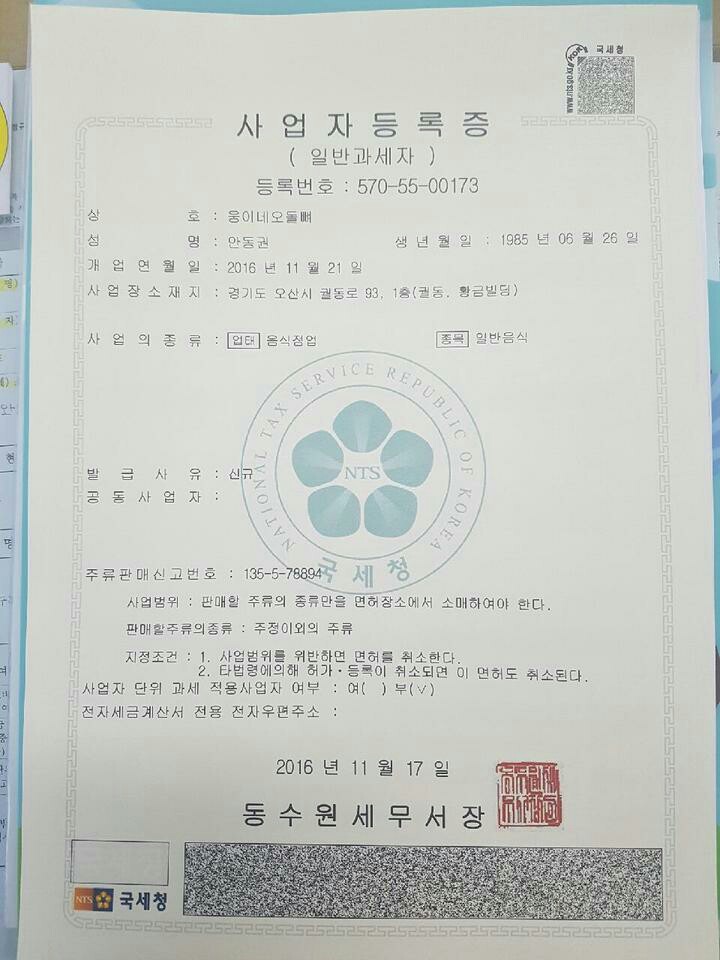 국세청
사업자등록증
( 일반과세자 )
등록번호 : 570-55-00173
상 호 : 웅이네오돌뼈
성 명 : 안동권 생 년 월 일 : 1985 년 06 월 26 일
개 업 연 월 일 : 2016 년 11 월 21 일
사 업 장 소 재 지 : 경기도 오산시 궐동로 93, 1층(궐동, 황금빌딩)
사 업 의 종 류 : 업태 음식점업 종목 일반음식
NATIONAL TAX SERVICE REPUBLIC OF KOREA
NTS
국세청
발 급 사 유 : 신규
공 동 사 업 자 :
주류판매신고번호 : 135-5-78894
사업범위 : 판매할 주류의 종류만을 면허장소에서 소매하여야 한다.
판매할주류의종류 : 주정이외의 주류
지정조건 : 1. 사업범위를 위반하면 면허를 취소한다.
2. 타법령에의해 허가·등록이 취소되면 이 면허도 취소된다.
사업자 단위 과세 적용사업자 여부 : 여( ) 부(∨)
전자세금계산서 전용 전자우편주소 :
2016 년 11 월 17 일
동수원세무서장
NTS 국세청